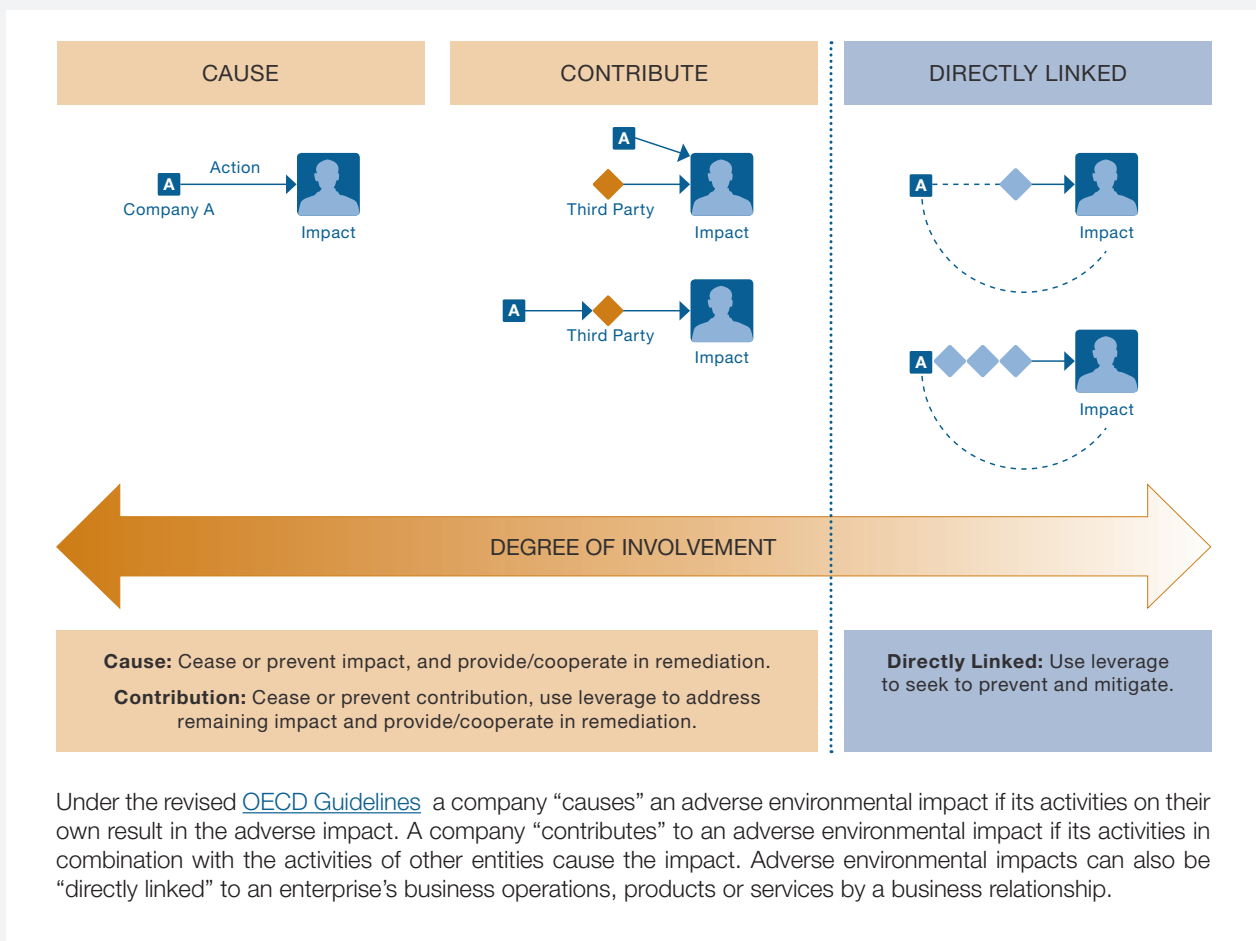 CAUSE
CONTRIBUTE
DIRECTLY LINKED
A
Action
Company A
Impact
A
Third Party
Impact
A
Third Party
Impact
A
Impact
A
Impact
DEGREE OF INVOLVEMENT
Cause: Cease or prevent impact, and provide/cooperate in remediation.
Contribution: Cease or prevent contribution, use leverage to address
remaining impact and provide/cooperate in remediation.
Directly Linked: Use leverage
to seek to prevent and mitigate.
Under the revised OECD Guidelines a company “causes” an adverse environmental impact if its activities on their
own result in the adverse impact. A company “contributes” to an adverse environmental impact if its activities in
combination with the activities of other entities cause the impact. Adverse environmental impacts can also be
“directly linked” to an enterprise’s business operations, products or services by a business relationship.